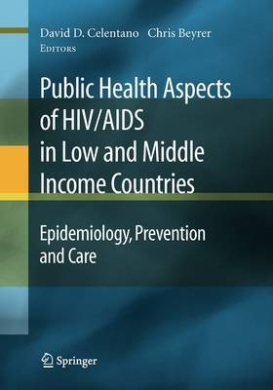 David D. Celentano   Chris Beyrer
Editors
Public Health Aspects
of HIV/AIDS
in Low and Middle
Income Countries
Epidemiology, Prevention
and Care
Springer